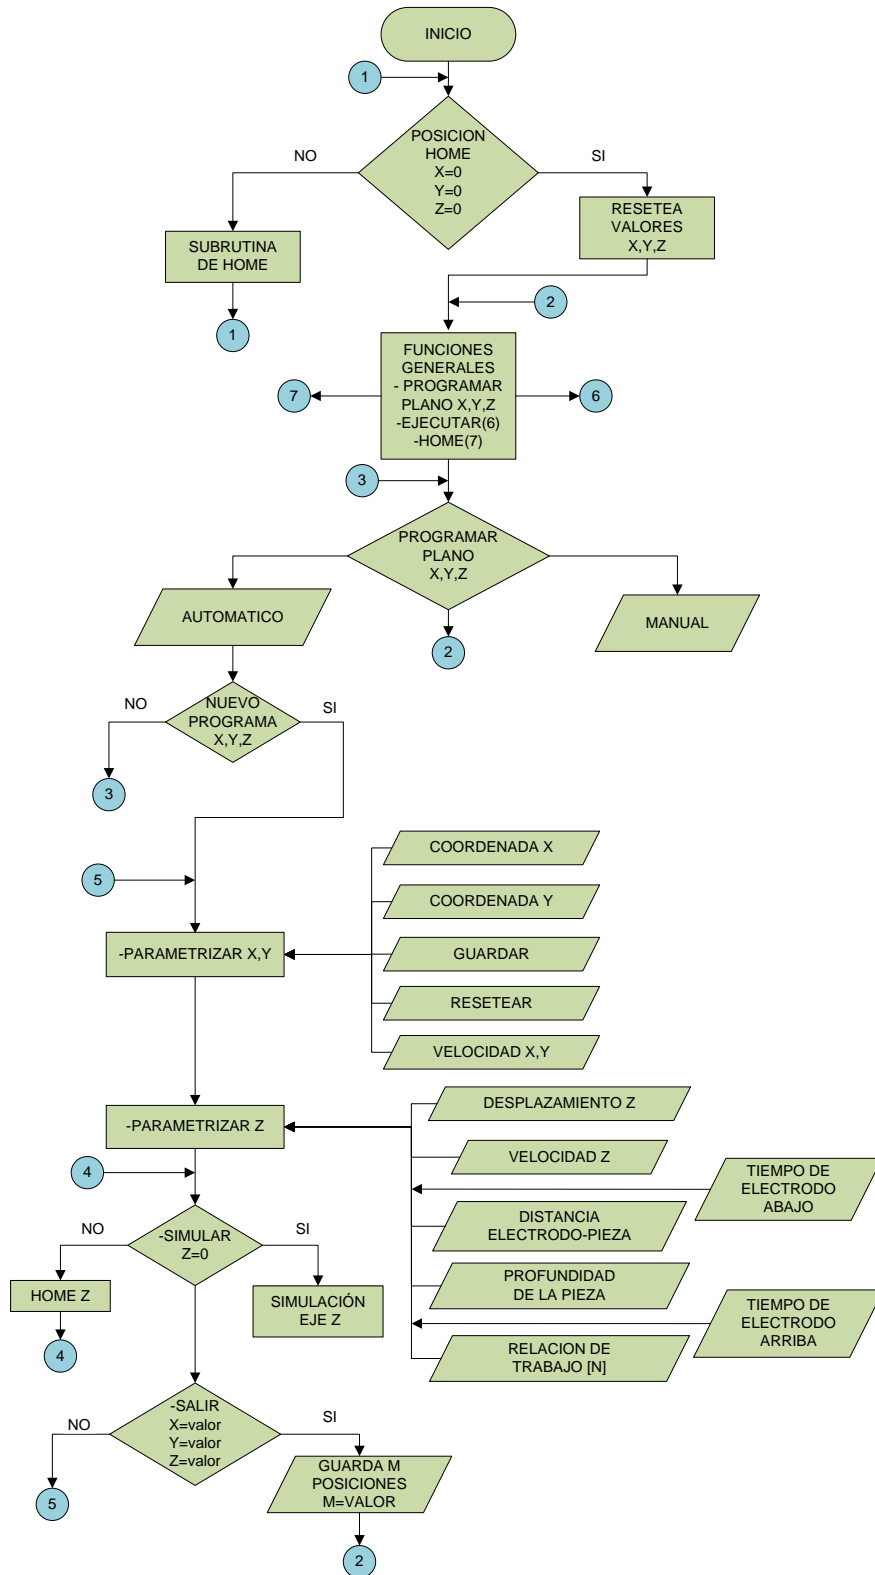 INICIO
1
POSICION
HOME
X=0
Y=0
Z=0
NO
SI
SUBRUTINA
DE HOME
RESETEA
VALORES
X,Y,Z
1
2
FUNCIONES
GENERALES
- PROGRAMAR
PLANO X,Y,Z
-EJECUTAR(6)
-HOME(7)
7
6
3
PROGRAMAR
PLANO
X,Y,Z
AUTOMATICO
MANUAL
2
NUEVO
PROGRAMA
X,Y,Z
NO
SI
3
5
COORDENADA X
COORDENADA Y
-PARAMETRIZAR X,Y
GUARDAR
RESETEAR
VELOCIDAD X,Y
-PARAMETRIZAR Z
DESPLAZAMIENTO Z
VELOCIDAD Z
TIEMPO DE
ELECTRODO
ABAJO
DISTANCIA
ELECTRODO-PIEZA
PROFUNDIDAD
DE LA PIEZA
TIEMPO DE
ELECTRODO
ARRIBA
RELACION DE
TRABAJO [N]
4
-SIMULAR
Z=0
NO
SI
HOME Z
SIMULACIÓN
EJE Z
4
-SALIR
X=valor
Y=valor
Z=valor
NO
SI
GUARDA M
POSICIONES
M=VALOR
5
2